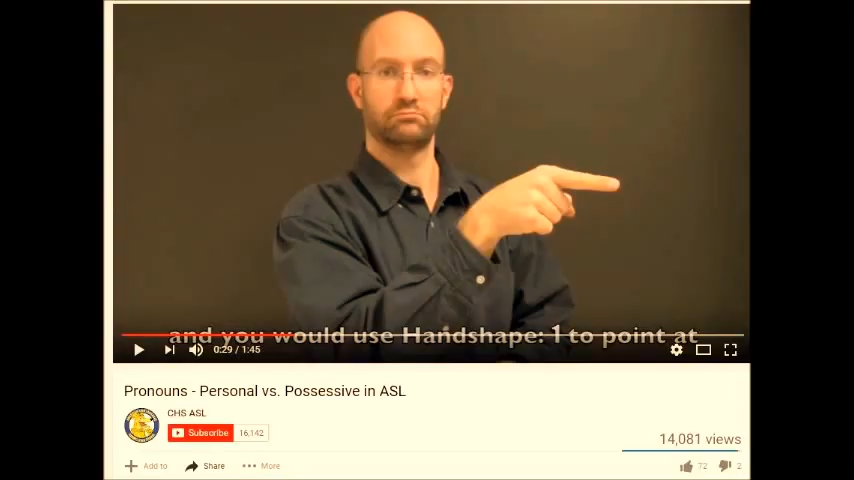 and you would use Handshape: 1 to point at
0:29 / 1:45
Pronouns - Personal vs. Possessive in ASL
CHS ASL
Subscribe 16,142
14,081 views
Add to Share More 72 2